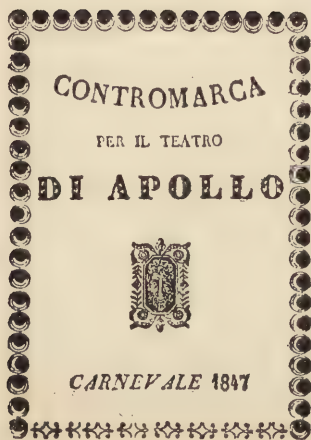 CONTROMARCA
PER IL TEATRO
DI APOLLO
CARNEVALE 1847